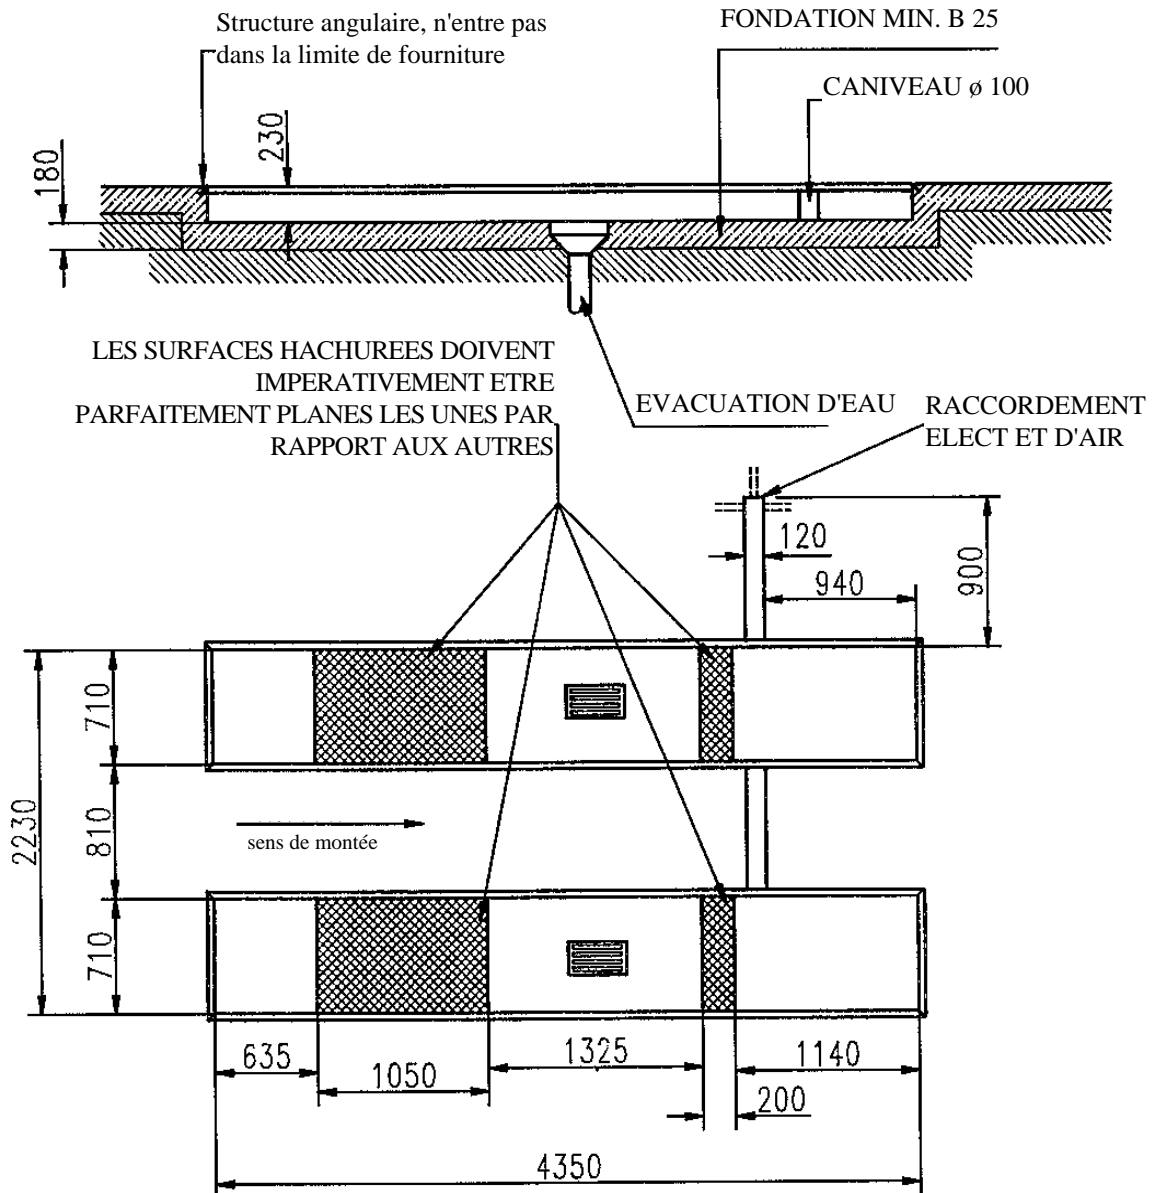 Structure angulaire, n'entre pas
dans la limite de fourniture
FONDATION MIN. B 25
CANIVEAU ø 100
230
180
LES SURFACES HACHUREES DOIVENT
IMPERATIVEMENT ETRE
PARFAITEMENT PLANES LES UNES PAR
RAPPORT AUX AUTRES
EVACUATION D'EAU
RACCORDEMENT
ELECT ET D'AIR
120
940
900
710
810
2230
710
sens de montée
635
1050
1325
200
1140
4350